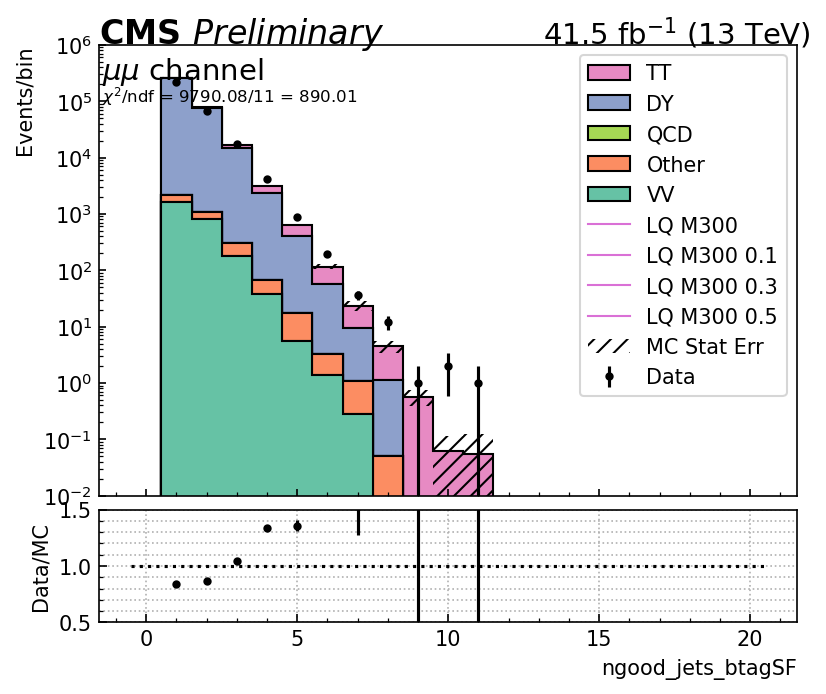 CMS Preliminary 41.5 fb⁻¹ (13 TeV)
Events/bin
10⁶
10⁵
10⁴
10³
10²
10¹
10⁰
10⁻¹
10⁻²
μμ channel
χ²/ndf = 9790.08/11 = 890.01
TT
DY
QCD
Other
VV
LQ M300
LQ M300 0.1
LQ M300 0.3
LQ M300 0.5
MC Stat Err
Data
Data/MC
1.5
1.0
0.5
0 5 10 15 20
ngood_jets_btagSF